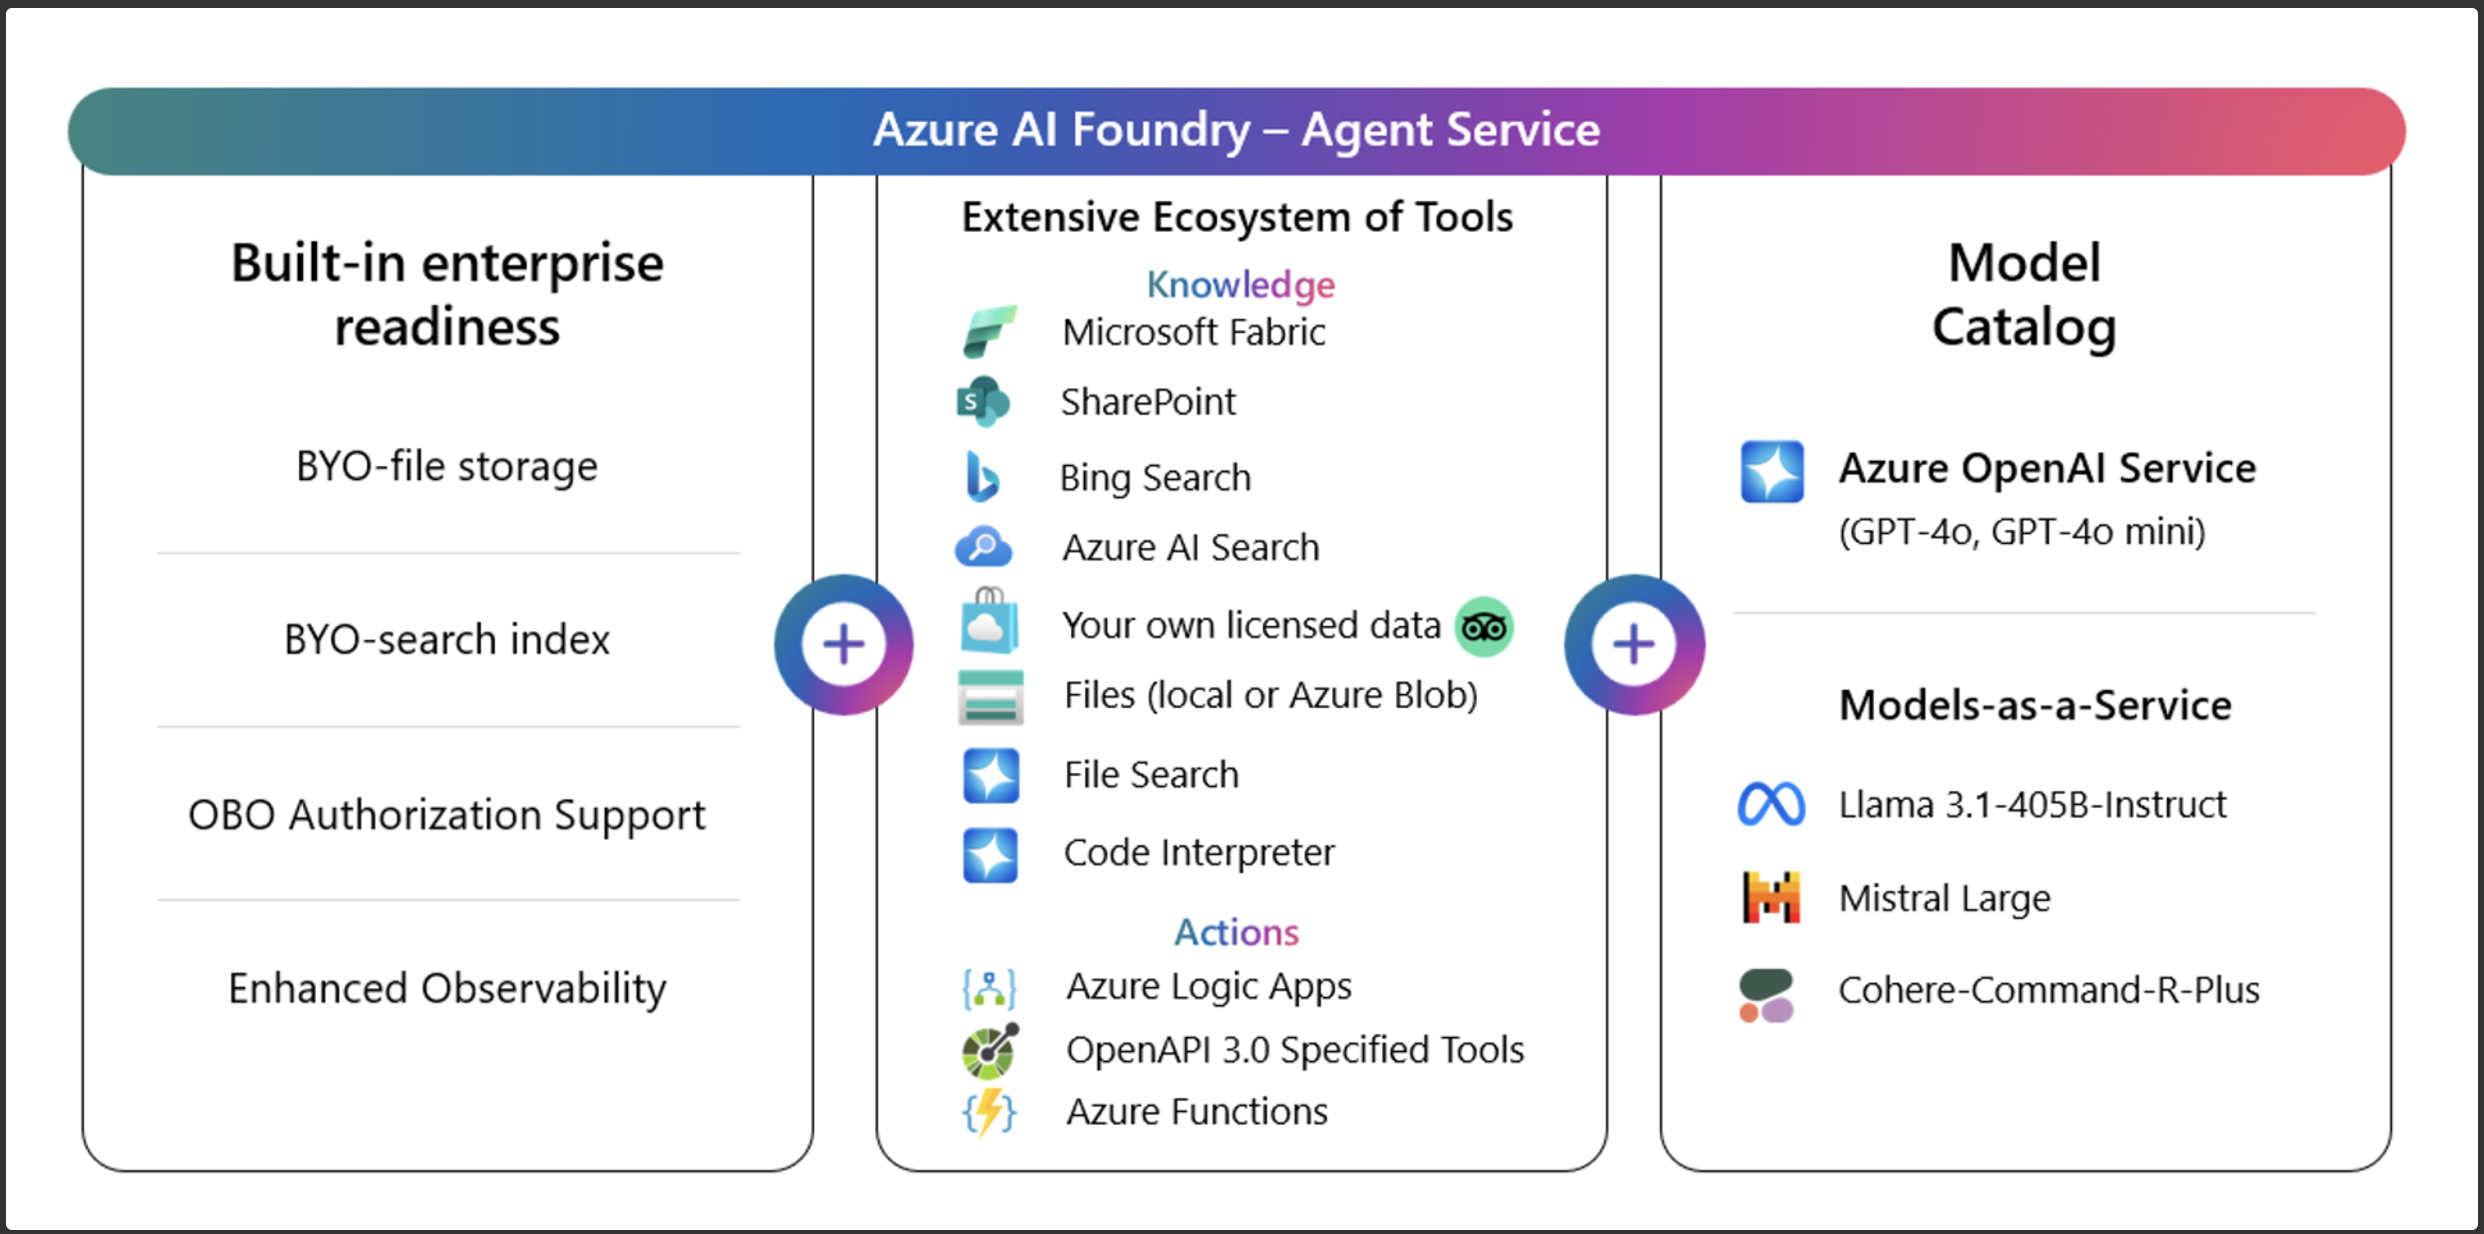 Azure AI Foundry – Agent Service
Built-in enterprise
readiness
BYO-file storage
BYO-search index
OBO Authorization Support
Enhanced Observability
Extensive Ecosystem of Tools
Knowledge
Microsoft Fabric
S
SharePoint
Bing Search
Azure AI Search
Your own licensed data
Files (local or Azure Blob)
File Search
Code Interpreter
Actions
Azure Logic Apps
OpenAPI 3.0 Specified Tools
Azure Functions
Model
Catalog
Azure OpenAI Service
(GPT-4o, GPT-4o mini)
Models-as-a-Service
Llama 3.1-405B-Instruct
Mistral Large
Cohere-Command-R-Plus